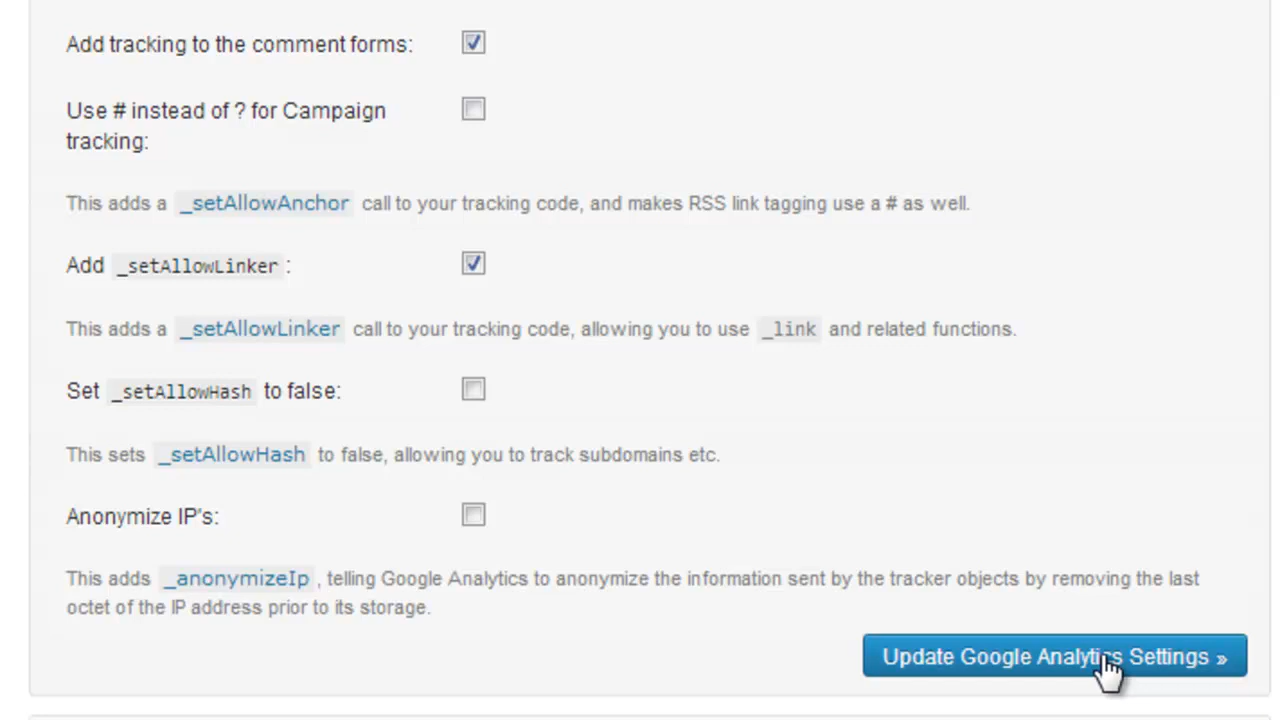 Add tracking to the comment forms:
Use # instead of ? for Campaign
tracking:
This adds a _setAllowAnchor call to your tracking code, and makes RSS link tagging use a # as well.
Add _setAllowLinker :
This adds a _setAllowLinker call to your tracking code, allowing you to use _link and related functions.
Set _setAllowHash to false:
This sets _setAllowHash to false, allowing you to track subdomains etc.
Anonymize IP's:
This adds _anonymizeIp , telling Google Analytics to anonymize the information sent by the tracker objects by removing the last
octet of the IP address prior to its storage.
Update Google Analytics Settings »